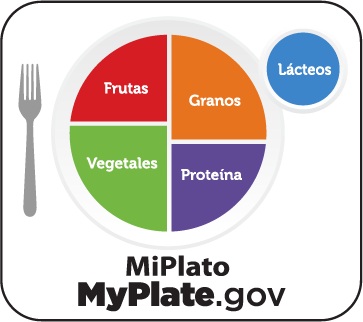 Frutas
Granos
Lácteos
Vegetales
Proteína
MiPlato
MyPlate.gov